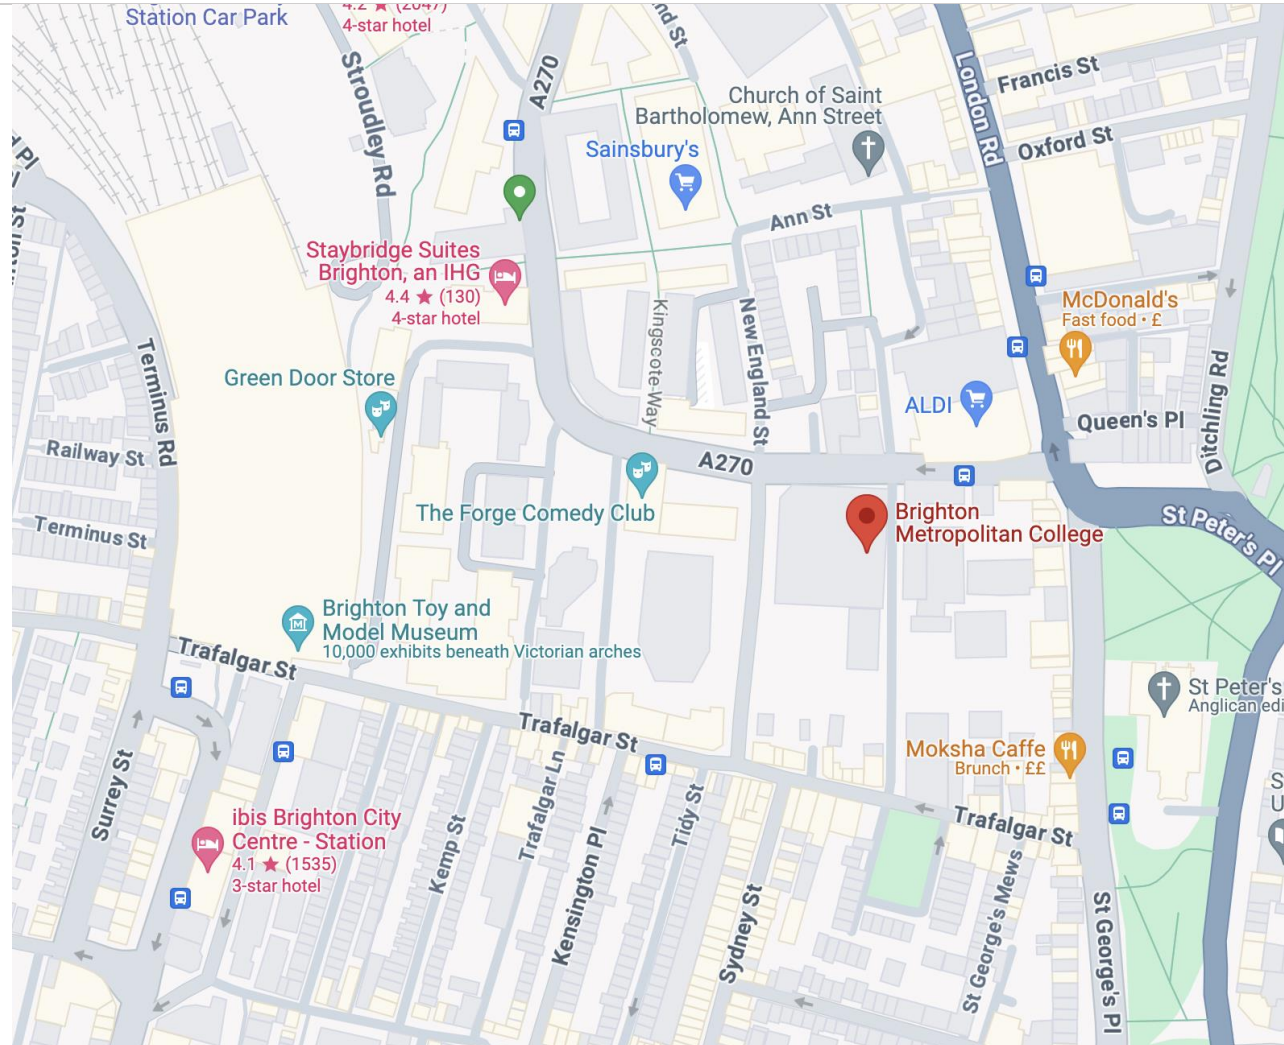 Station Car Park
4.2 ★ (2047)
4-star hotel
Stroudley Rd
A270
Church of Saint
Bartholomew, Ann Street
Sainsbury's
London Rd
Francis St
Oxford St
Ann St
Staybridge Suites
Brighton, an IHG
4.4 ★ (130)
4-star hotel
Kingscote Way
New England St
McDonald's
Fast food • £
Terminus Rd
Green Door Store
ALDI
Queen's Pl
Ditchling Rd
Railway St
A270
The Forge Comedy Club
Brighton
Metropolitan College
St Peter's Pl
Terminus St
Brighton Toy and
Model Museum
10,000 exhibits beneath Victorian arches
Trafalgar St
St Peter's
Anglican edi
Trafalgar St
Moksha Caffe
Brunch • ££
Surrey St
ibis Brighton City
Centre - Station
4.1 ★ (1535)
3-star hotel
Kemp St
Trafalgar Ln
Kensington Pl
Tidy St
Sydney St
Trafalgar St
St George's Mews
St George's Pl